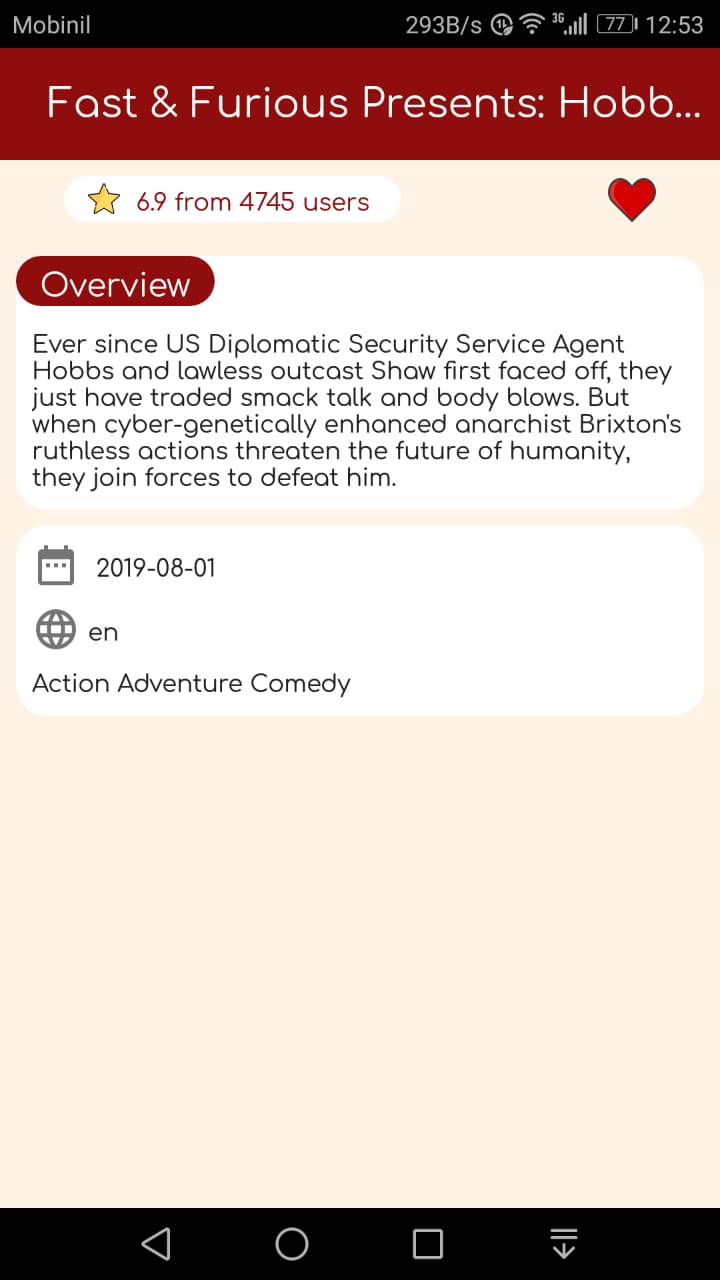 Mobinil 293B/s 3G 77 12:53
Fast & Furious Presents: Hobb...
6.9 from 4745 users
Overview
Ever since US Diplomatic Security Service Agent
Hobbs and lawless outcast Shaw first faced off, they
just have traded smack talk and body blows. But
when cyber-genetically enhanced anarchist Brixton's
ruthless actions threaten the future of humanity,
they join forces to defeat him.
2019-08-01
en
Action Adventure Comedy